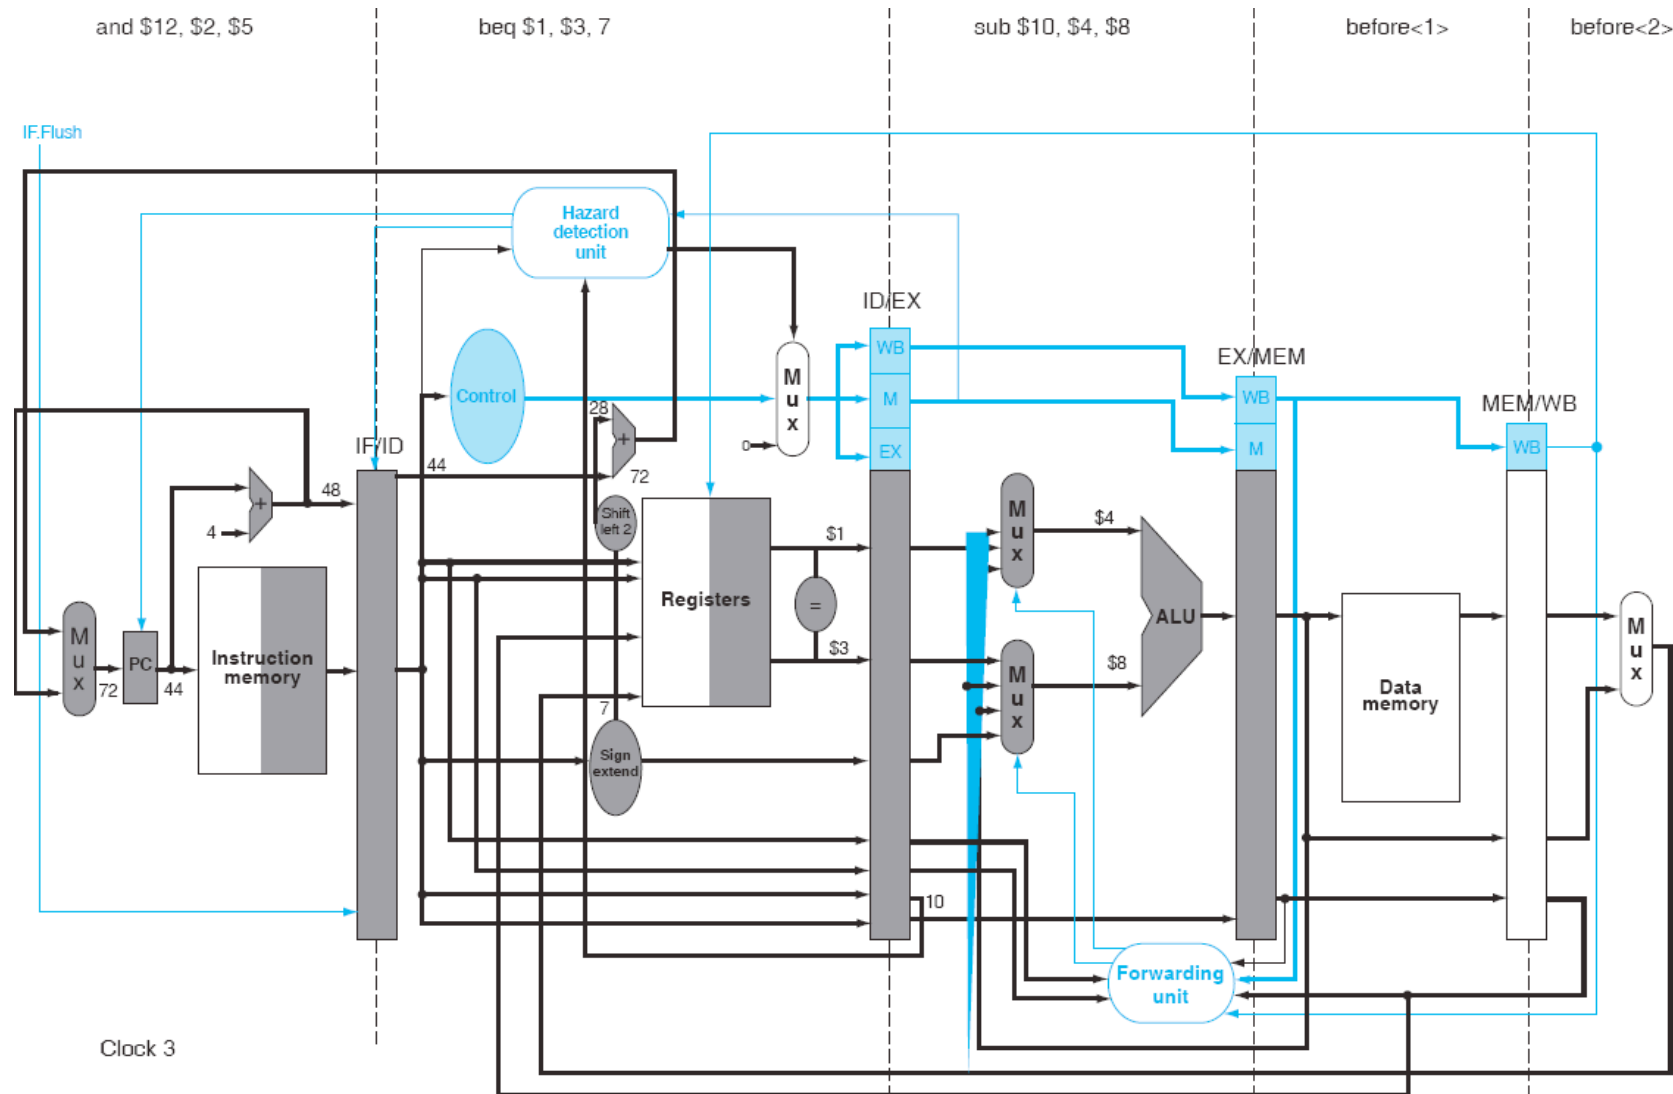 and $12, $2, $5
beq $1, $3, 7
sub $10, $4, $8
before<1>
before<2>
IF.Flush
Hazard
detection
unit
ID/EX
WB
M
EX
EX/MEM
WB
M
MEM/WB
WB
Control
M
u
x
0
28
+
72
IF/ID
44
48
+
4
Shift
left 2
$1
=
$3
Registers
M
u
x
$4
ALU
M
u
x
$8
M
u
x
72
PC
44
Instruction
memory
Data
memory
M
u
x
7
Sign
extend
10
Forwarding
unit
Clock 3